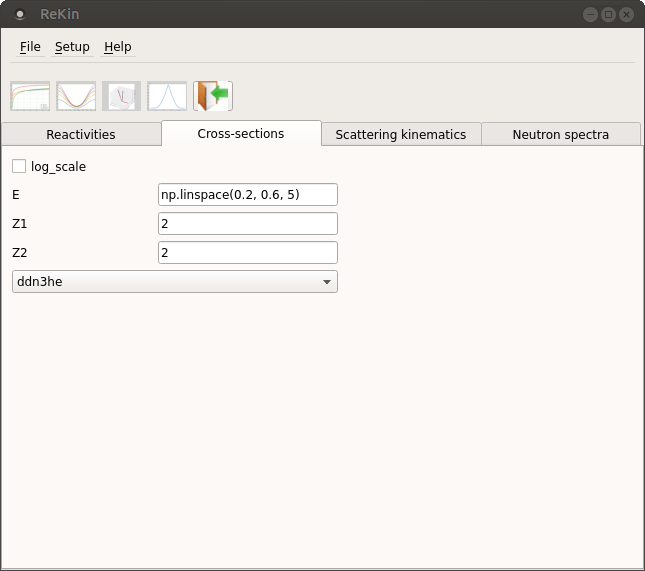 ReKin
File Setup Help
Reactivities Cross-sections Scattering kinematics Neutron spectra
log_scale
E np.linspace(0.2, 0.6, 5)
Z1 2
Z2 2
ddn3he